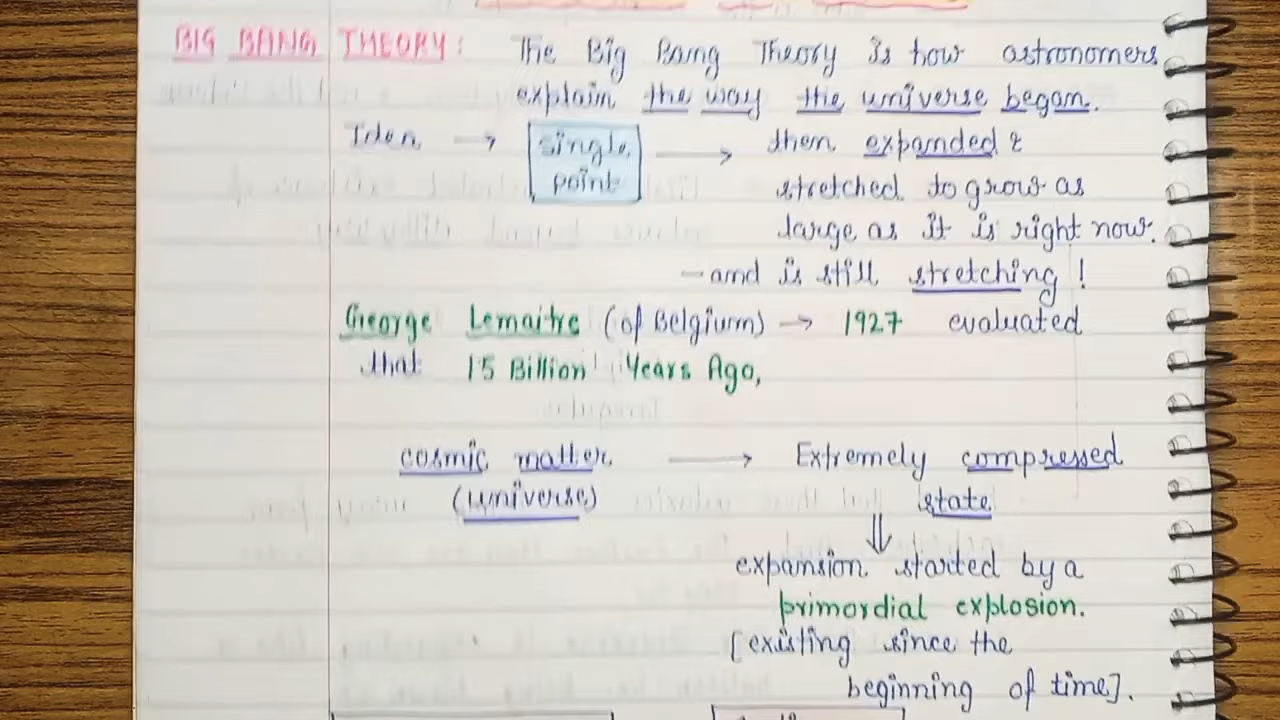 BIG BANG THEORY: The Big Bang Theory is how astronomers
explain the way the universe began.
Idea → single point → then expanded &
stretched to grow as
large as it is right now.
– and is still stretching!
George Lemaitre (of Belgium) → 1927 evaluated
that 15 Billion Years Ago,
cosmic matter → Extremely compressed
(universe) state
⇓
expansion started by a
primordial explosion.
[existing since the
beginning of time].